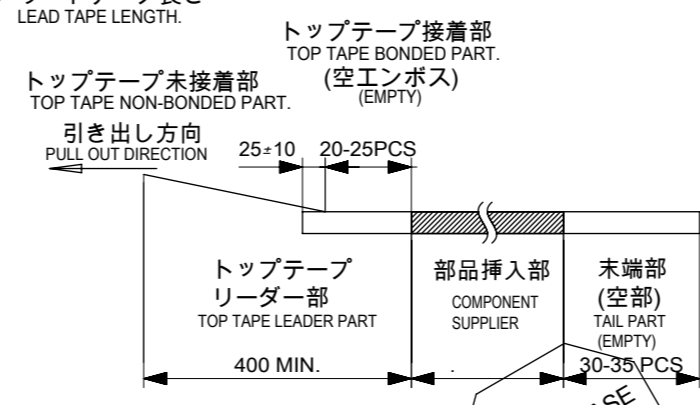 LEAD TAPE LENGTH.
トップテープ接着部
TOP TAPE BONDED PART.
(空エンボス)
(EMPTY)
トップテープ未接着部
TOP TAPE NON-BONDED PART.
引き出し方向
PULL OUT DIRECTION
25±10
20-25PCS
トップテープ
リーダー部
TOP TAPE LEADER PART
部品挿入部
COMPONENT
SUPPLIER
末端部
(空部)
TAIL PART
(EMPTY)
400 MIN.
.
30-35 PCS